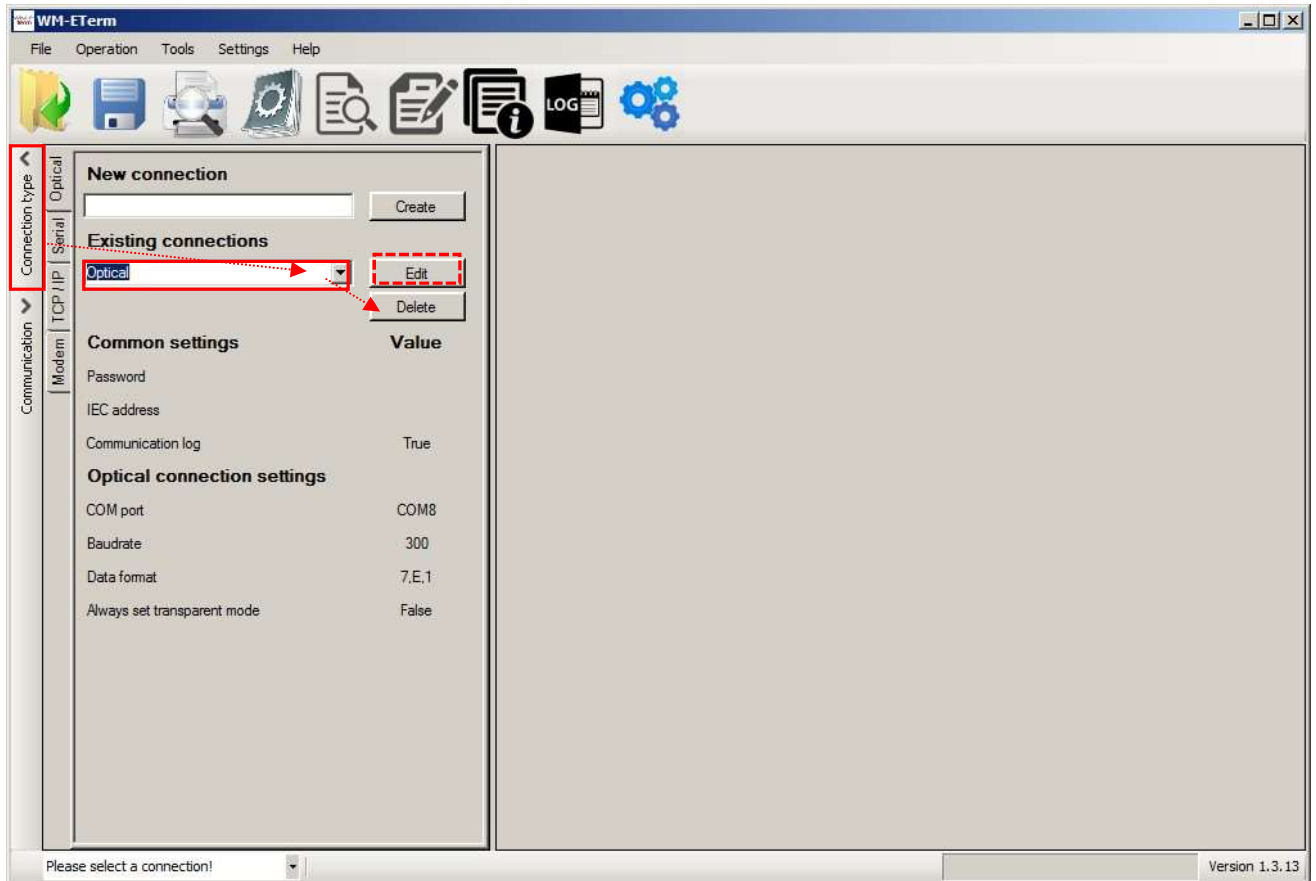 WM-ETerm
File Operation Tools Settings Help
LOG
Connection type
Communication
Optical
Serial
TCP / IP
Modem
New connection
Create
Existing connections
Optical Edit
Delete
Common settings Value
Password
IEC address
Communication log True
Optical connection settings
COM port COM8
Baudrate 300
Data format 7,E,1
Always set transparent mode False
Please select a connection! Version 1.3.13